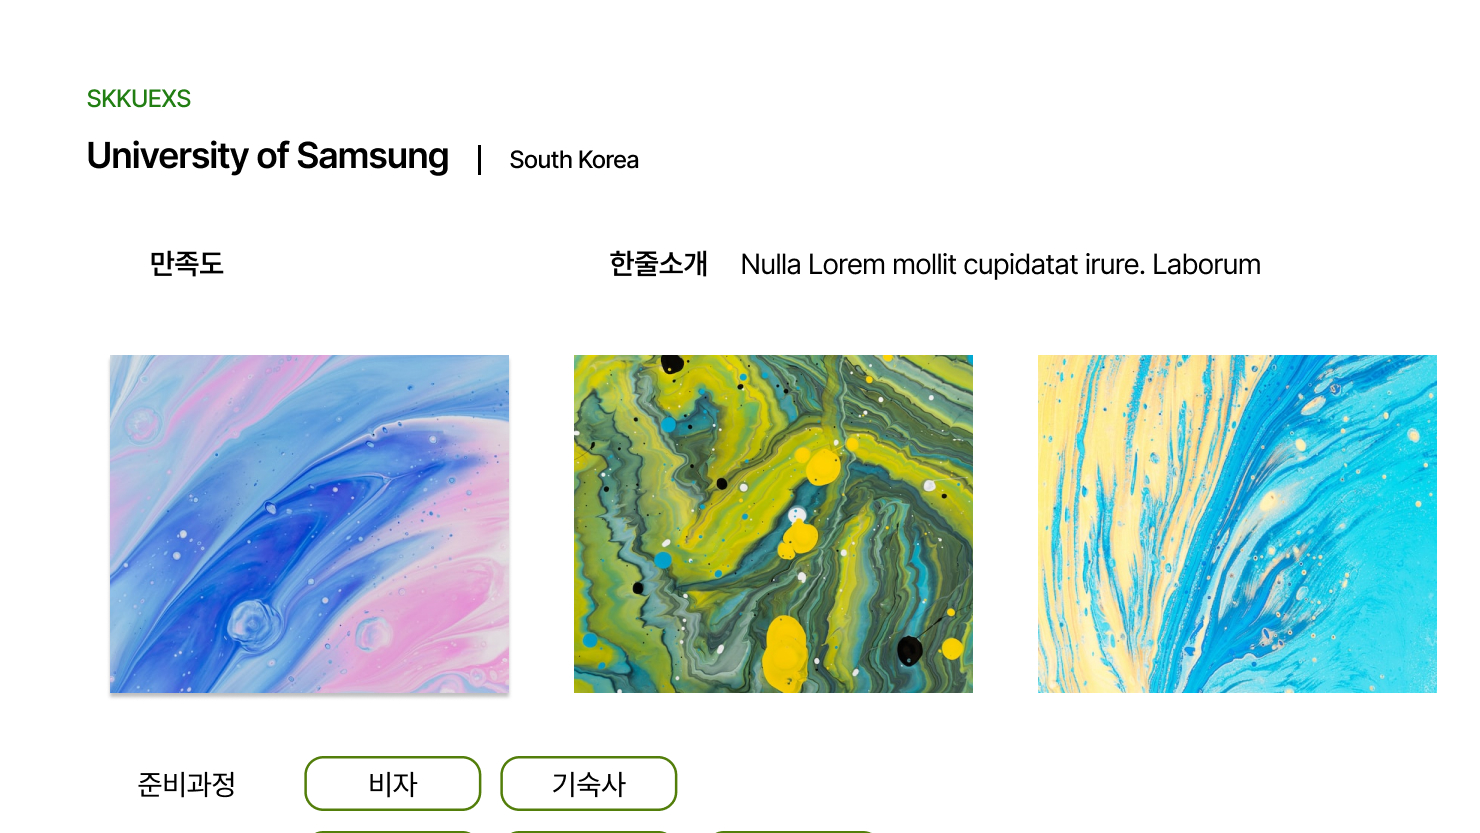 SKKUEXS
University of Samsung | South Korea
만족도 한줄소개 Nulla Lorem mollit cupidatat irure. Laborum
준비과정 비자 기숙사